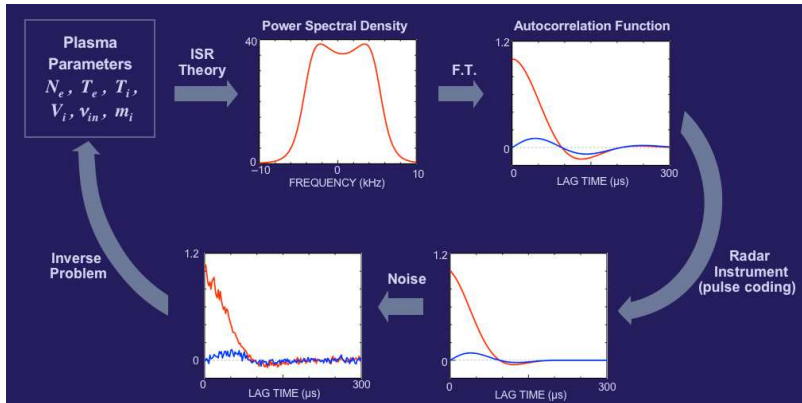 Plasma
Parameters
Nₑ , Tₑ , Tᵢ ,
Vᵢ , νᵢₙ , mᵢ
ISR
Theory
Power Spectral Density
40
0
–10
0
10
FREQUENCY (kHz)
F.T.
Autocorrelation Function
1.2
0
0
300
LAG TIME (µs)
Radar
Instrument
(pulse coding)
1.2
0
0
300
LAG TIME (µs)
Noise
1.2
0
0
300
LAG TIME (µs)
Inverse
Problem